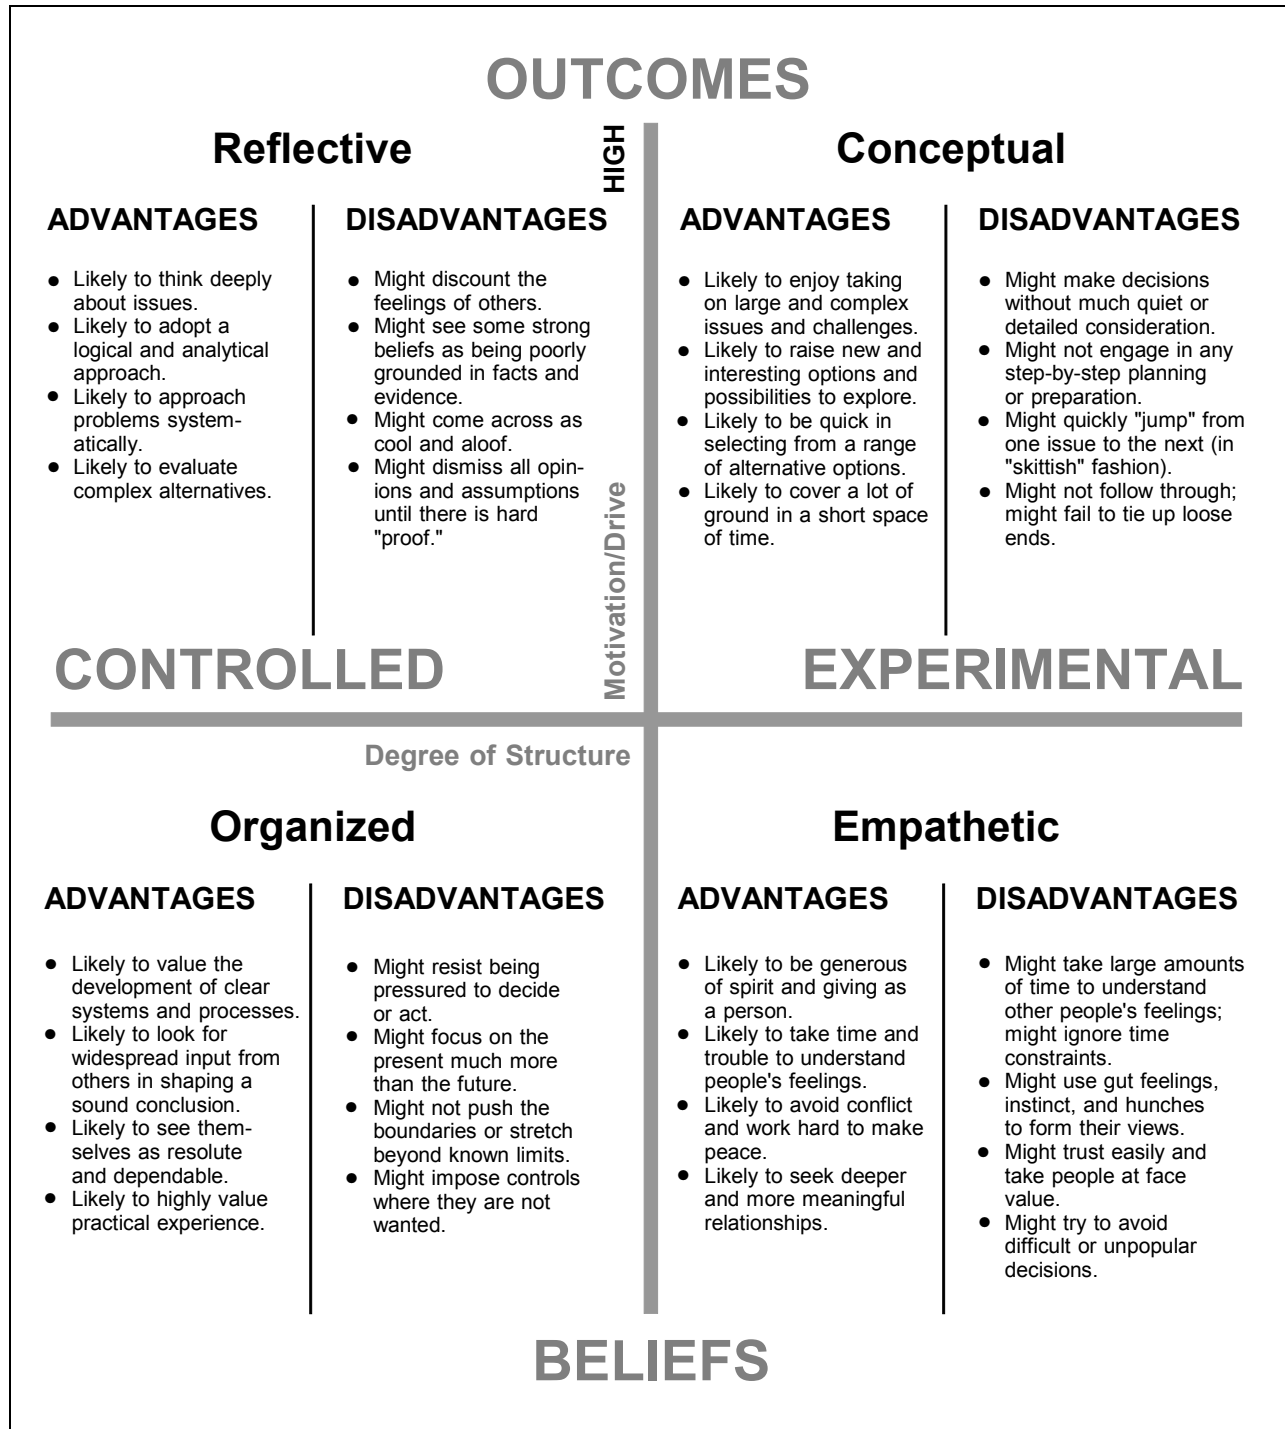 OUTCOMES
Reflective
HIGH
Conceptual
ADVANTAGES
● Likely to think deeply
about issues.
● Likely to adopt a
logical and analytical
approach.
● Likely to approach
problems system-
atically.
● Likely to evaluate
complex alternatives.
DISADVANTAGES
● Might discount the
feelings of others.
● Might see some strong
beliefs as being poorly
grounded in facts and
evidence.
● Might come across as
cool and aloof.
● Might dismiss all opin-
ions and assumptions
until there is hard
"proof."
Motivation/Drive
ADVANTAGES
● Likely to enjoy taking
on large and complex
issues and challenges.
● Likely to raise new and
interesting options and
possibilities to explore.
● Likely to be quick in
selecting from a range
of alternative options.
● Likely to cover a lot of
ground in a short space
of time.
DISADVANTAGES
● Might make decisions
without much quiet or
detailed consideration.
● Might not engage in any
step-by-step planning
or preparation.
● Might quickly "jump" from
one issue to the next (in
"skittish" fashion).
● Might not follow through;
might fail to tie up loose
ends.
CONTROLLED
EXPERIMENTAL
Degree of Structure
Organized
Empathetic
ADVANTAGES
● Likely to value the
development of clear
systems and processes.
● Likely to look for
widespread input from
others in shaping a
sound conclusion.
● Likely to see them-
selves as resolute
and dependable.
● Likely to highly value
practical experience.
DISADVANTAGES
● Might resist being
pressured to decide
or act.
● Might focus on the
present much more
than the future.
● Might not push the
boundaries or stretch
beyond known limits.
● Might impose controls
where they are not
wanted.
ADVANTAGES
● Likely to be generous
of spirit and giving as
a person.
● Likely to take time and
trouble to understand
people's feelings.
● Likely to avoid conflict
and work hard to make
peace.
● Likely to seek deeper
and more meaningful
relationships.
DISADVANTAGES
● Might take large amounts
of time to understand
other people's feelings;
might ignore time
constraints.
● Might use gut feelings,
instinct, and hunches
to form their views.
● Might trust easily and
take people at face
value.
● Might try to avoid
difficult or unpopular
decisions.
BELIEFS